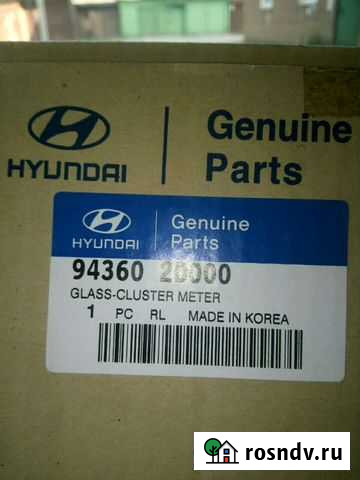 HYUNDAI
Genuine
Parts
HYUNDAI
Genuine
Parts
94360 2D000
GLASS-CLUSTER METER
1 PC RL MADE IN KOREA
rosndv.ru